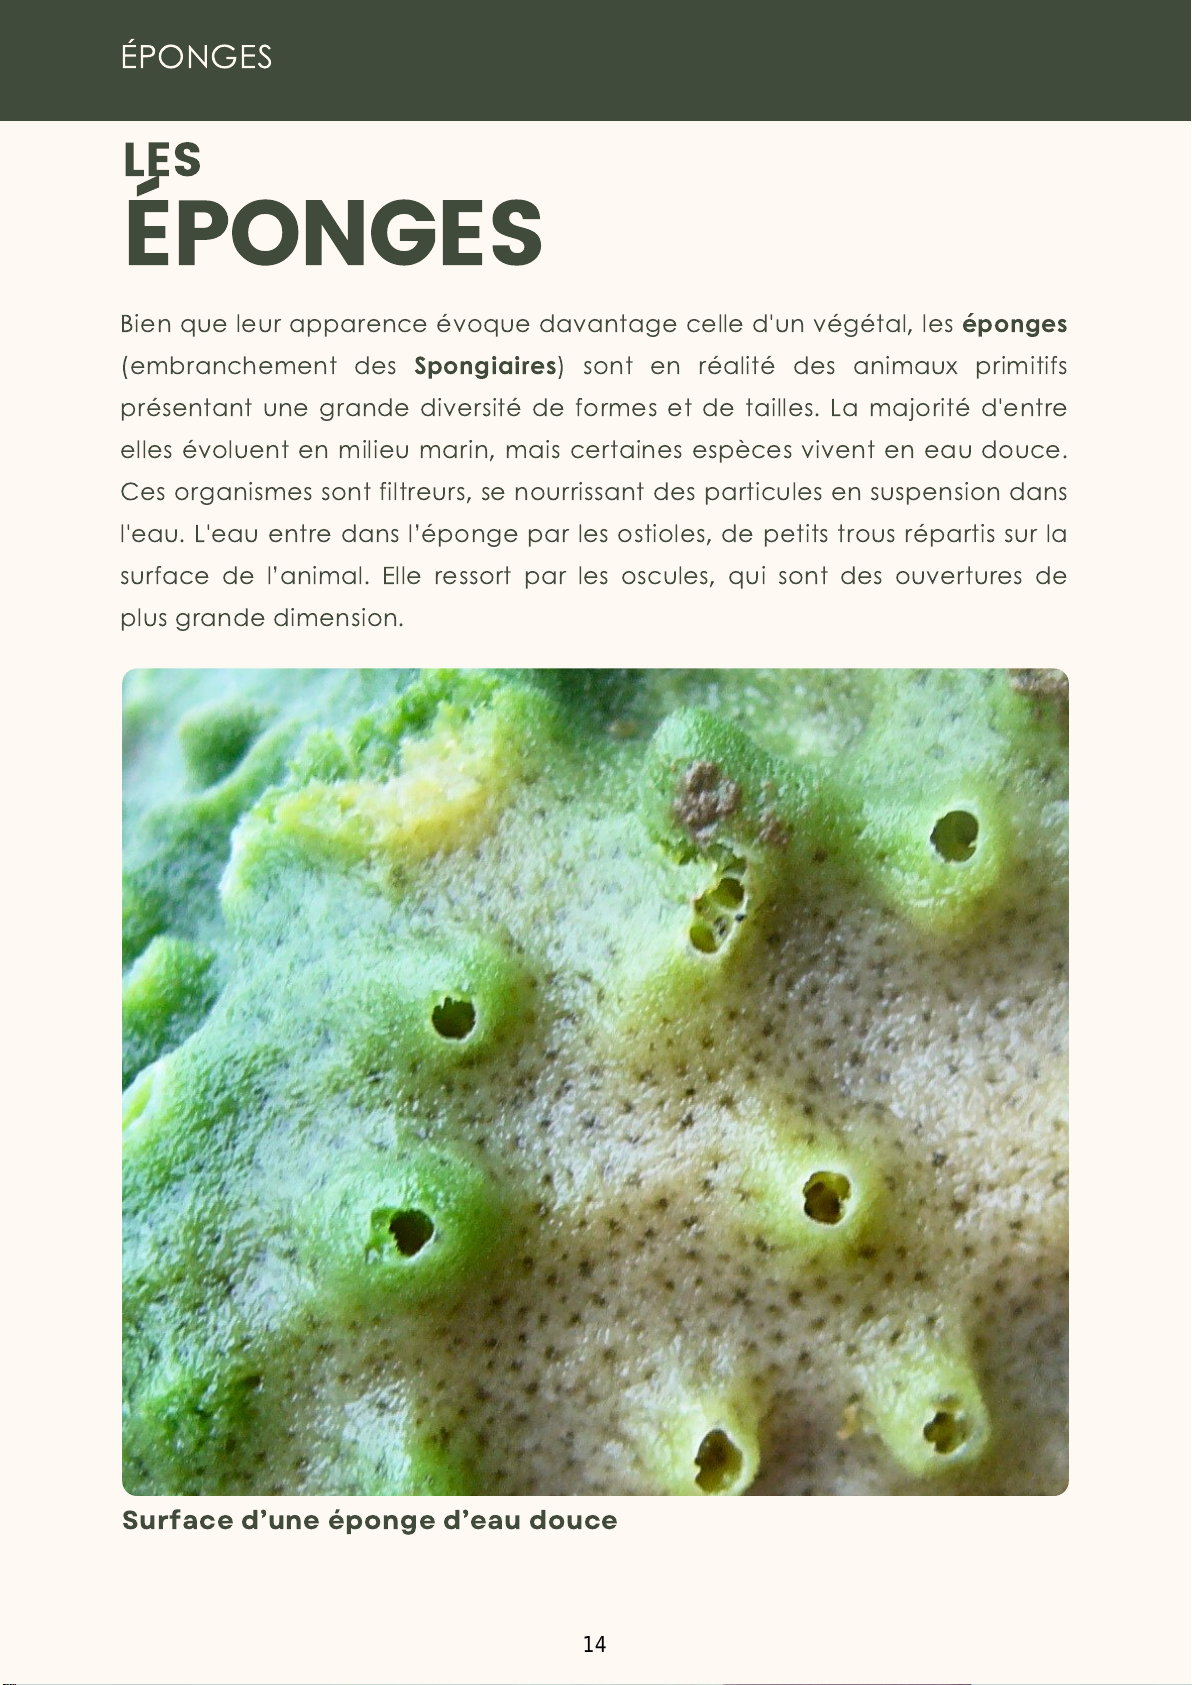 ÉPONGES
LES
ÉPONGES
Bien que leur apparence évoque davantage celle d'un végétal, les éponges
(embranchement des Spongiaires) sont en réalité des animaux primitifs
présentant une grande diversité de formes et de tailles. La majorité d'entre
elles évoluent en milieu marin, mais certaines espèces vivent en eau douce.
Ces organismes sont filtreurs, se nourrissant des particules en suspension dans
l'eau. L'eau entre dans l’éponge par les ostioles, de petits trous répartis sur la
surface de l’animal. Elle ressort par les oscules, qui sont des ouvertures de
plus grande dimension.
Surface d’une éponge d’eau douce
14